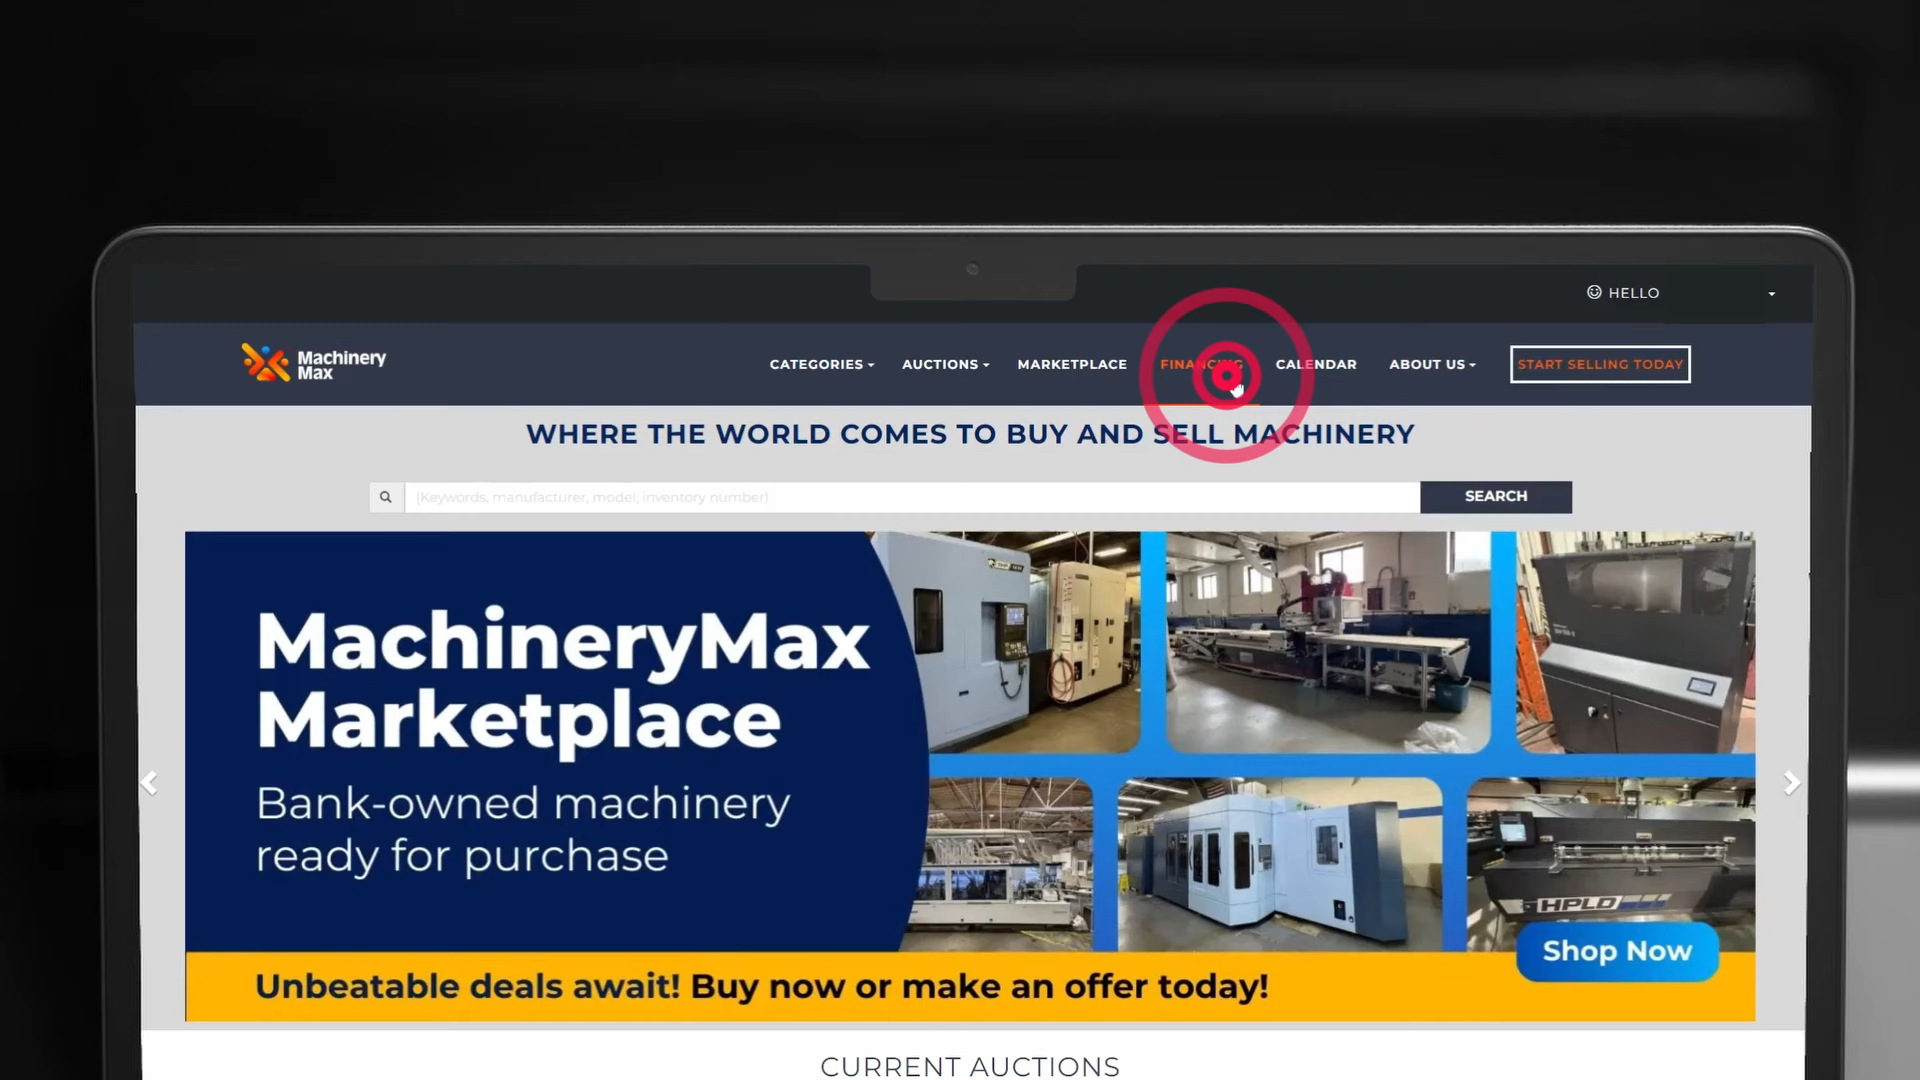 HELLO
Machinery
Max
CATEGORIES
AUCTIONS
MARKETPLACE
FINANCING
CALENDAR
ABOUT US
START SELLING TODAY
WHERE THE WORLD COMES TO BUY AND SELL MACHINERY
(Keywords, manufacturer, model, inventory number)
SEARCH
MachineryMax
Marketplace
Bank-owned machinery
ready for purchase
HPLD
Shop Now
Unbeatable deals await! Buy now or make an offer today!
CURRENT AUCTIONS